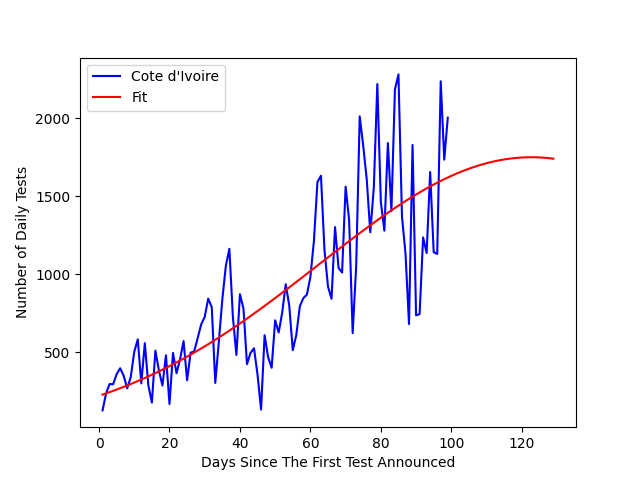 Cote d'Ivoire
Fit
Number of Daily Tests
2000
1500
1000
500
0 20 40 60 80 100 120
Days Since The First Test Announced